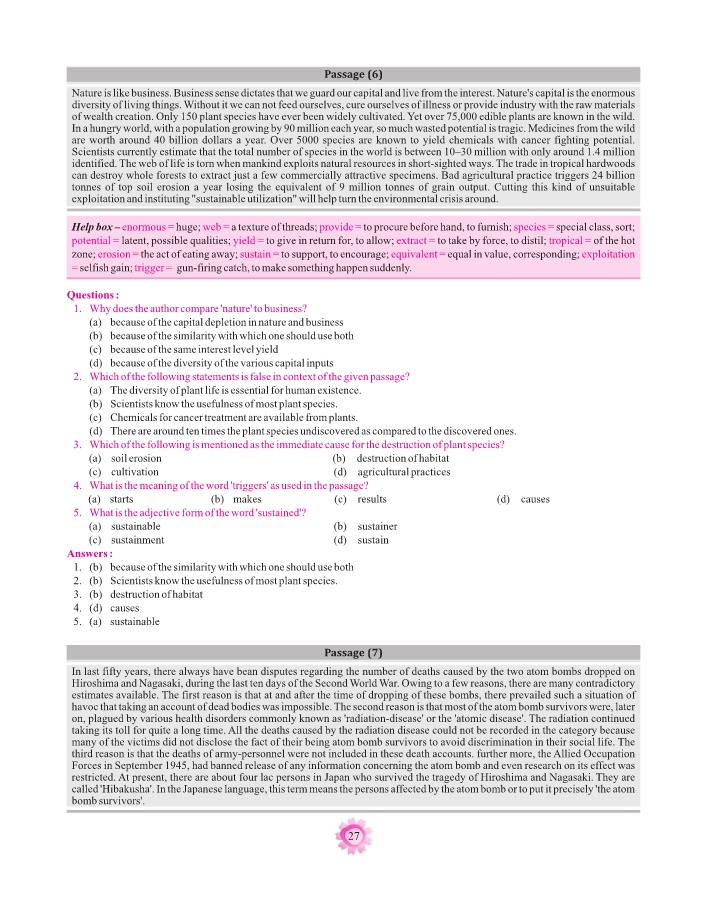 Passage (6)
Nature is like business. Business sense dictates that we guard our capital and live from the interest. Nature's capital is the enormous
diversity of living things. Without it we can not feed ourselves, cure ourselves of illness or provide industry with the raw materials
of wealth creation. Only 150 plant species have ever been widely cultivated. Yet over 75,000 edible plants are known in the wild.
In a hungry world, with a population growing by 90 million each year, so much wasted potential is tragic. Medicines from the wild
are worth around 40 billion dollars a year. Over 5000 species are known to yield chemicals with cancer fighting potential.
Scientists currently estimate that the total number of species in the world is between 10–30 million with only around 1.4 million
identified. The web of life is torn when mankind exploits natural resources in short-sighted ways. The trade in tropical hardwoods
can destroy whole forests to extract just a few commercially attractive specimens. Bad agricultural practice triggers 24 billion
tonnes of top soil erosion a year losing the equivalent of 9 million tonnes of grain output. Cutting this kind of unsuitable
exploitation and instituting "sustainable utilization" will help turn the environmental crisis around.
Help box – enormous = huge; web = a texture of threads; provide = to procure before hand, to furnish; species = special class, sort;
potential = latent, possible qualities; yield = to give in return for, to allow; extract = to take by force, to distil; tropical = of the hot
zone; erosion = the act of eating away; sustain = to support, to encourage; equivalent = equal in value, corresponding; exploitation
= selfish gain; trigger = gun-firing catch, to make something happen suddenly.
Questions :
1. Why does the author compare 'nature' to business?
(a) because of the capital depletion in nature and business
(b) because of the similarity with which one should use both
(c) because of the same interest level yield
(d) because of the diversity of the various capital inputs
2. Which of the following statements is false in context of the given passage?
(a) The diversity of plant life is essential for human existence.
(b) Scientists know the usefulness of most plant species.
(c) Chemicals for cancer treatment are available from plants.
(d) There are around ten times the plant species undiscovered as compared to the discovered ones.
3. Which of the following is mentioned as the immediate cause for the destruction of plant species?
(a) soil erosion (b) destruction of habitat
(c) cultivation (d) agricultural practices
4. What is the meaning of the word 'triggers' as used in the passage?
(a) starts (b) makes (c) results (d) causes
5. What is the adjective form of the word 'sustained'?
(a) sustainable (b) sustainer
(c) sustainment (d) sustain
Answers :
1. (b) because of the similarity with which one should use both
2. (b) Scientists know the usefulness of most plant species.
3. (b) destruction of habitat
4. (d) causes
5. (a) sustainable
Passage (7)
In last fifty years, there always have bean disputes regarding the number of deaths caused by the two atom bombs dropped on
Hiroshima and Nagasaki, during the last ten days of the Second World War. Owing to a few reasons, there are many contradictory
estimates available. The first reason is that at and after the time of dropping of these bombs, there prevailed such a situation of
havoc that taking an account of dead bodies was impossible. The second reason is that most of the atom bomb survivors were, later
on, plagued by various health disorders commonly known as 'radiation-disease' or the 'atomic disease'. The radiation continued
taking its toll for quite a long time. All the deaths caused by the radiation disease could not be recorded in the category because
many of the victims did not disclose the fact of their being atom bomb survivors to avoid discrimination in their social life. The
third reason is that the deaths of army-personnel were not included in these death accounts. further more, the Allied Occupation
Forces in September 1945, had banned release of any information concerning the atom bomb and even research on its effect was
restricted. At present, there are about four lac persons in Japan who survived the tragedy of Hiroshima and Nagasaki. They are
called 'Hibakusha'. In the Japanese language, this term means the persons affected by the atom bomb or to put it precisely 'the atom
bomb survivors'.
27